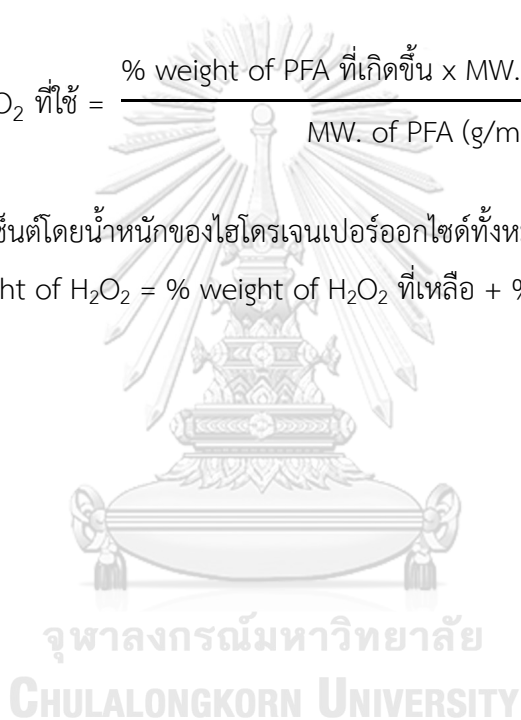 % weight of PFA ที่เกิดขึ้น x MW.
O₂ ที่ใช้ =
MW. of PFA (g/m
ซ็นต์โดยน้ำหนักของไฮโดรเจนเปอร์ออกไซด์ทั้งห
ht of H₂O₂ = % weight of H₂O₂ ที่เหลือ + %
จุฬาลงกรณ์มหาวิทยาลัย
CHULALONGKORN UNIVERSITY